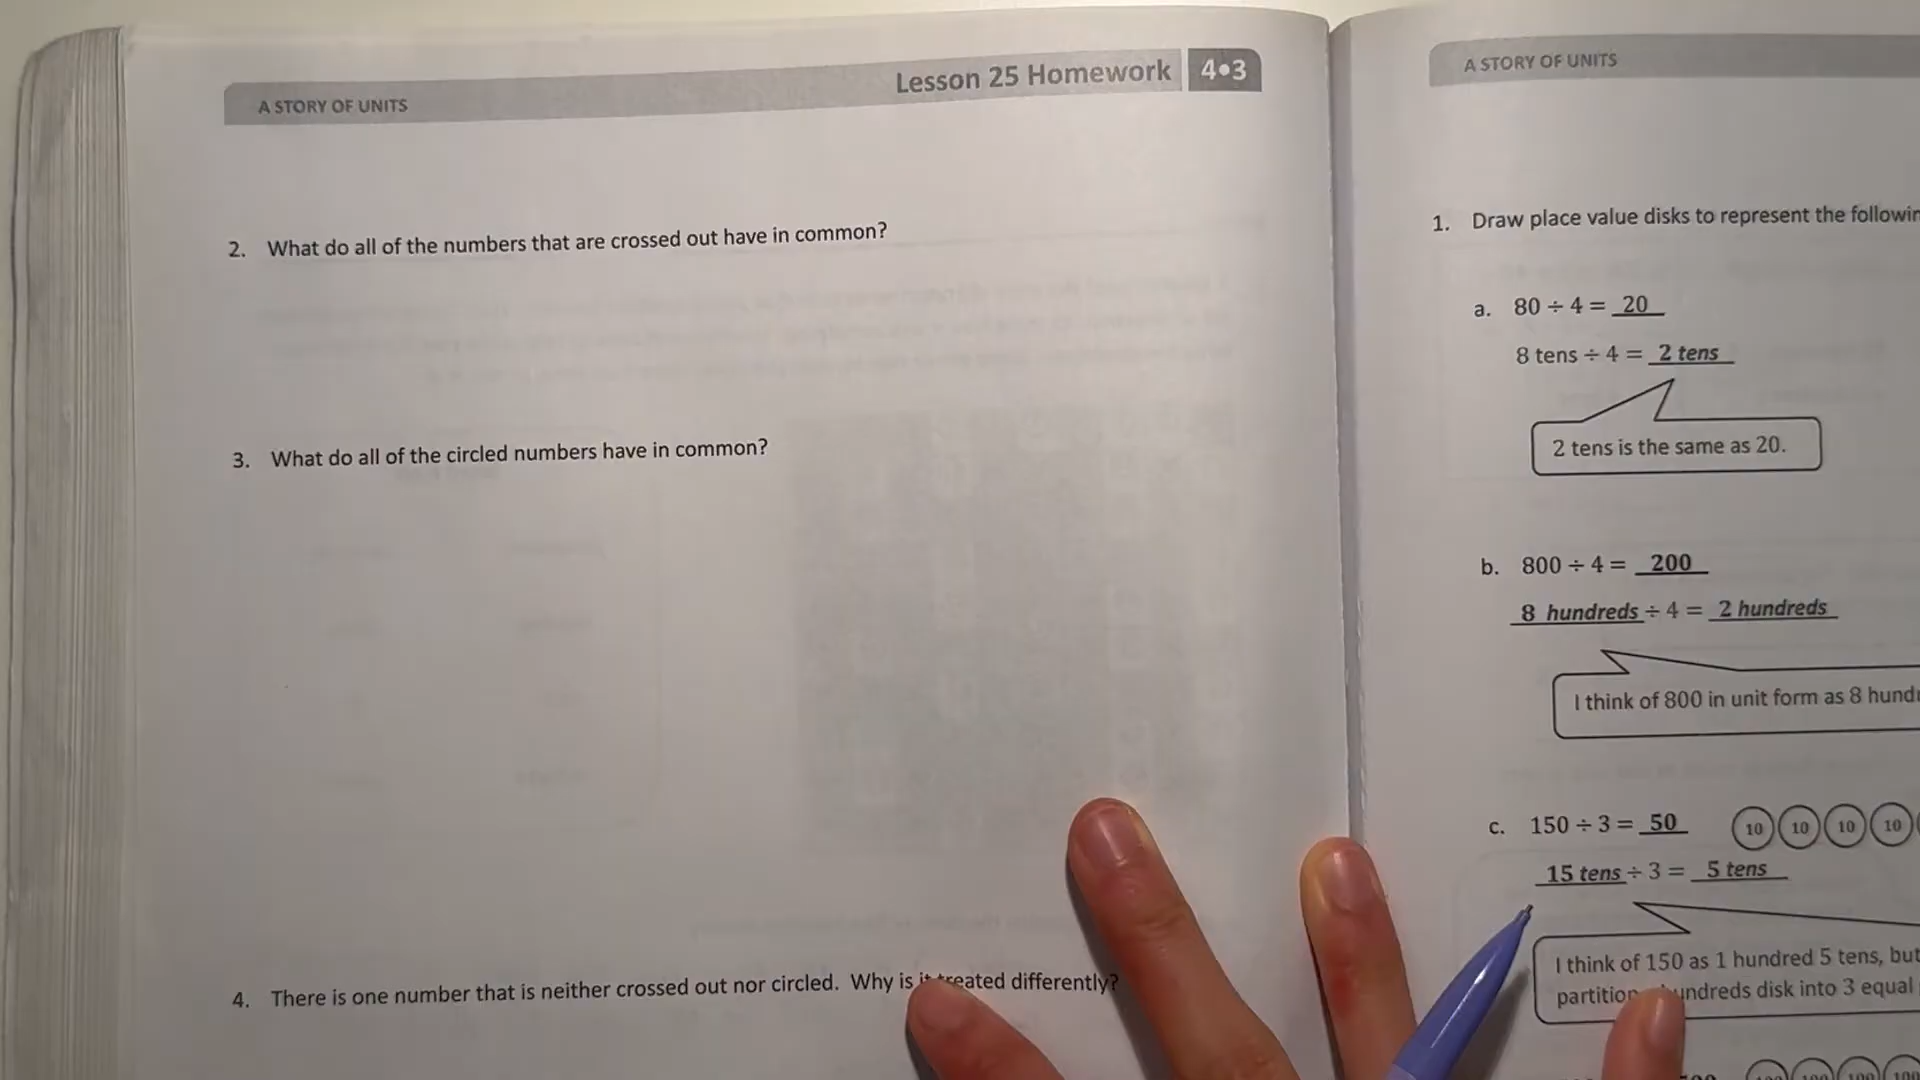 A STORY OF UNITS
Lesson 25 Homework 4•3
2. What do all of the numbers that are crossed out have in common?
3. What do all of the circled numbers have in common?
4. There is one number that is neither crossed out nor circled. Why is it treated differently?
A STORY OF UNITS
1. Draw place value disks to represent the
a. 80 ÷ 4 = 20
8 tens ÷ 4 = 2 tens
2 tens is the same as 20.
b. 800 ÷ 4 = 200
8 hundreds ÷ 4 = 2 hundreds
I think of 800 in unit form as 8
c. 150 ÷ 3 = 50
10 10 10 10
15 tens ÷ 3 = 5 tens
I think of 150 as 1 hundred 5 tens, but
disk into 3 equal